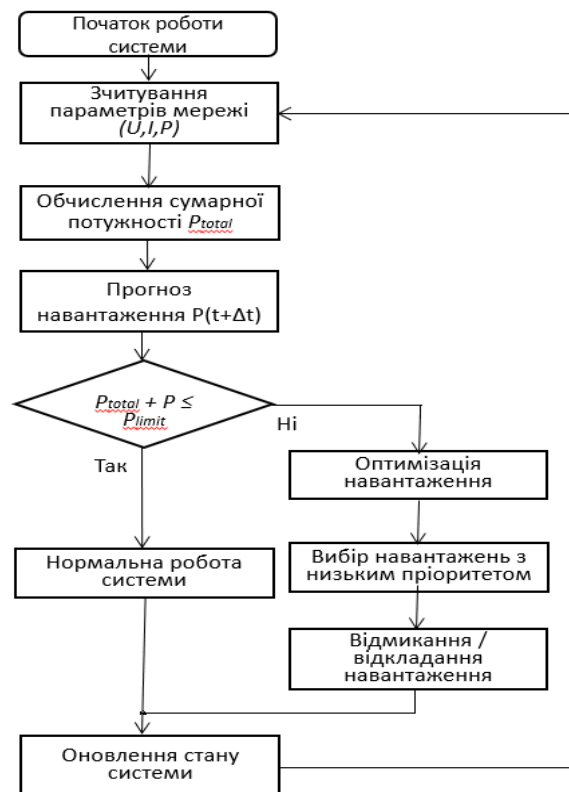 Початок роботи
системи
Зчитування
параметрів мережі
(U,I,P)
Обчислення сумарної
потужності Ptotal
Прогноз
навантаження P(t+Δt)
Ptotal + P ≤
Plimit
Ні
Так
Оптимізація
навантаження
Нормальна робота
системи
Вибір навантажень з
низьким пріоритетом
Відмикання /
відкладання
навантаження
Оновлення стану
системи